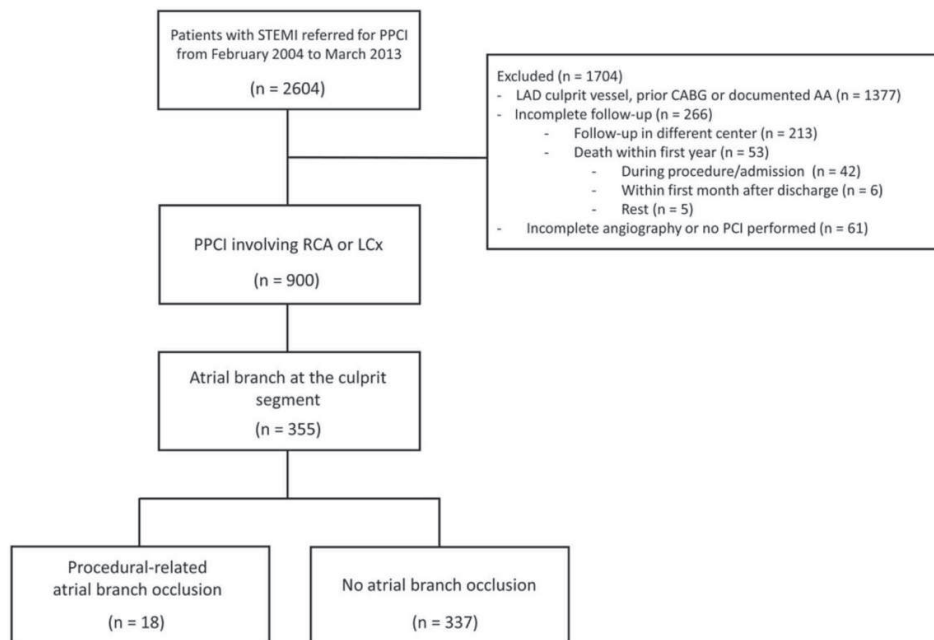 Patients with STEMI referred for PPCI
from February 2004 to March 2013
(n = 2604)
Excluded (n = 1704)
- LAD culprit vessel, prior CABG or documented AA (n = 1377)
- Incomplete follow-up (n = 266)
- Follow-up in different center (n = 213)
- Death within first year (n = 53)
- During procedure/admission (n = 42)
- Within first month after discharge (n = 6)
- Rest (n = 5)
- Incomplete angiography or no PCI performed (n = 61)
PPCI involving RCA or LCx
(n = 900)
Atrial branch at the culprit
segment
(n = 355)
Procedural-related
atrial branch occlusion
(n = 18)
No atrial branch occlusion
(n = 337)